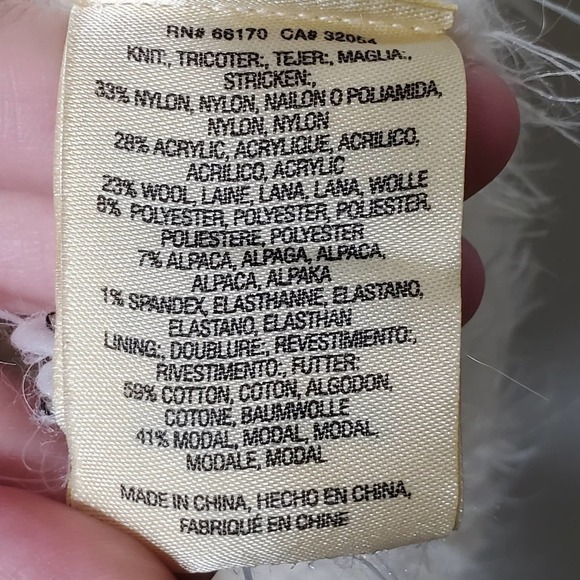 RN# 66170 CA# 32054
KNIT:, TRICOTER:, TEJER:, MAGLIA:,
STRICKEN:,
33% NYLON, NYLON, NAILON O POLIAMIDA,
NYLON, NYLON
28% ACRYLIC, ACRYLIQUE, ACRILICO,
ACRILICO, ACRYLIC
23% WOOL, LAINE, LANA, LANA, WOLLE
8% POLYESTER, POLYESTER, POLIESTER,
POLIESTERE, POLYESTER
7% ALPACA, ALPAGA, ALPACA,
ALPACA, ALPAKA
1% SPANDEX, ELASTHANNE, ELASTANO,
ELASTANO, ELASTHAN
LINING:, DOUBLURE:, REVESTIMIENTO:,
RIVESTIMENTO:, FUTTER:
59% COTTON, COTON, ALGODON,
COTONE, BAUMWOLLE
41% MODAL, MODAL, MODAL,
MODALE, MODAL
MADE IN CHINA, HECHO EN CHINA,
FABRIQUÉ EN CHINE